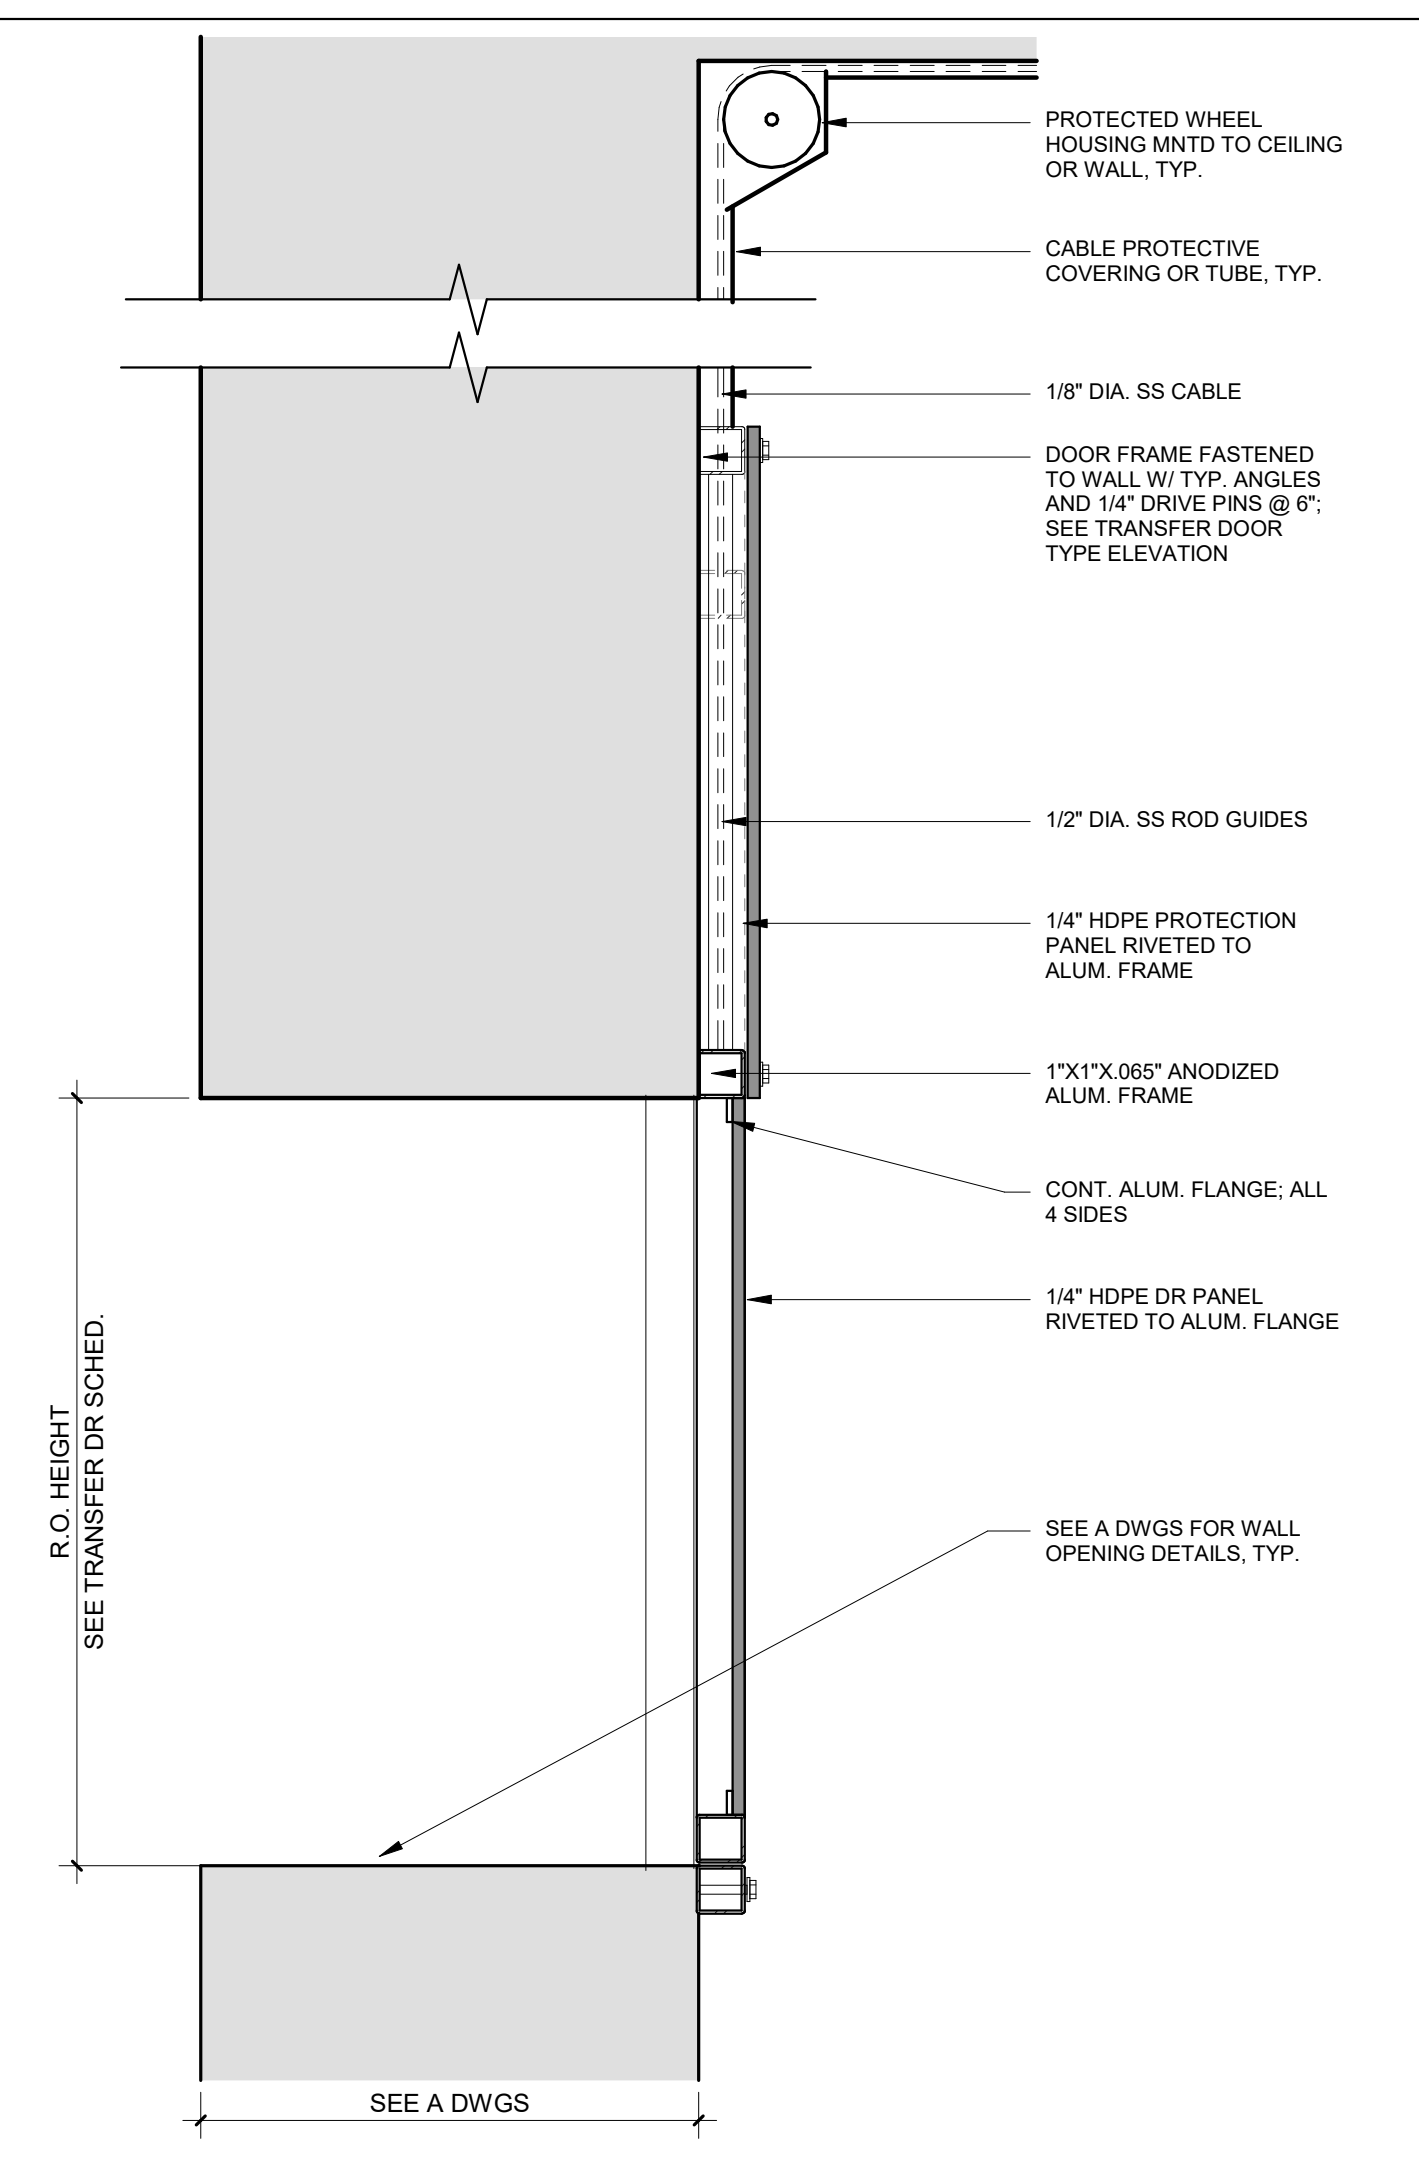 PROTECTED WHEEL
HOUSING MNTD TO CEILING
OR WALL, TYP.
CABLE PROTECTIVE
COVERING OR TUBE, TYP.
1/8" DIA. SS CABLE
DOOR FRAME FASTENED
TO WALL W/ TYP. ANGLES
AND 1/4" DRIVE PINS @ 6";
SEE TRANSFER DOOR
TYPE ELEVATION
1/2" DIA. SS ROD GUIDES
1/4" HDPE PROTECTION
PANEL RIVETED TO
ALUM. FRAME
1"X1"X.065" ANODIZED
ALUM. FRAME
CONT. ALUM. FLANGE; ALL
4 SIDES
1/4" HDPE DR PANEL
RIVETED TO ALUM. FLANGE
R.O. HEIGHT
SEE TRANSFER DR SCHED.
SEE A DWGS FOR WALL
OPENING DETAILS, TYP.
SEE A DWGS